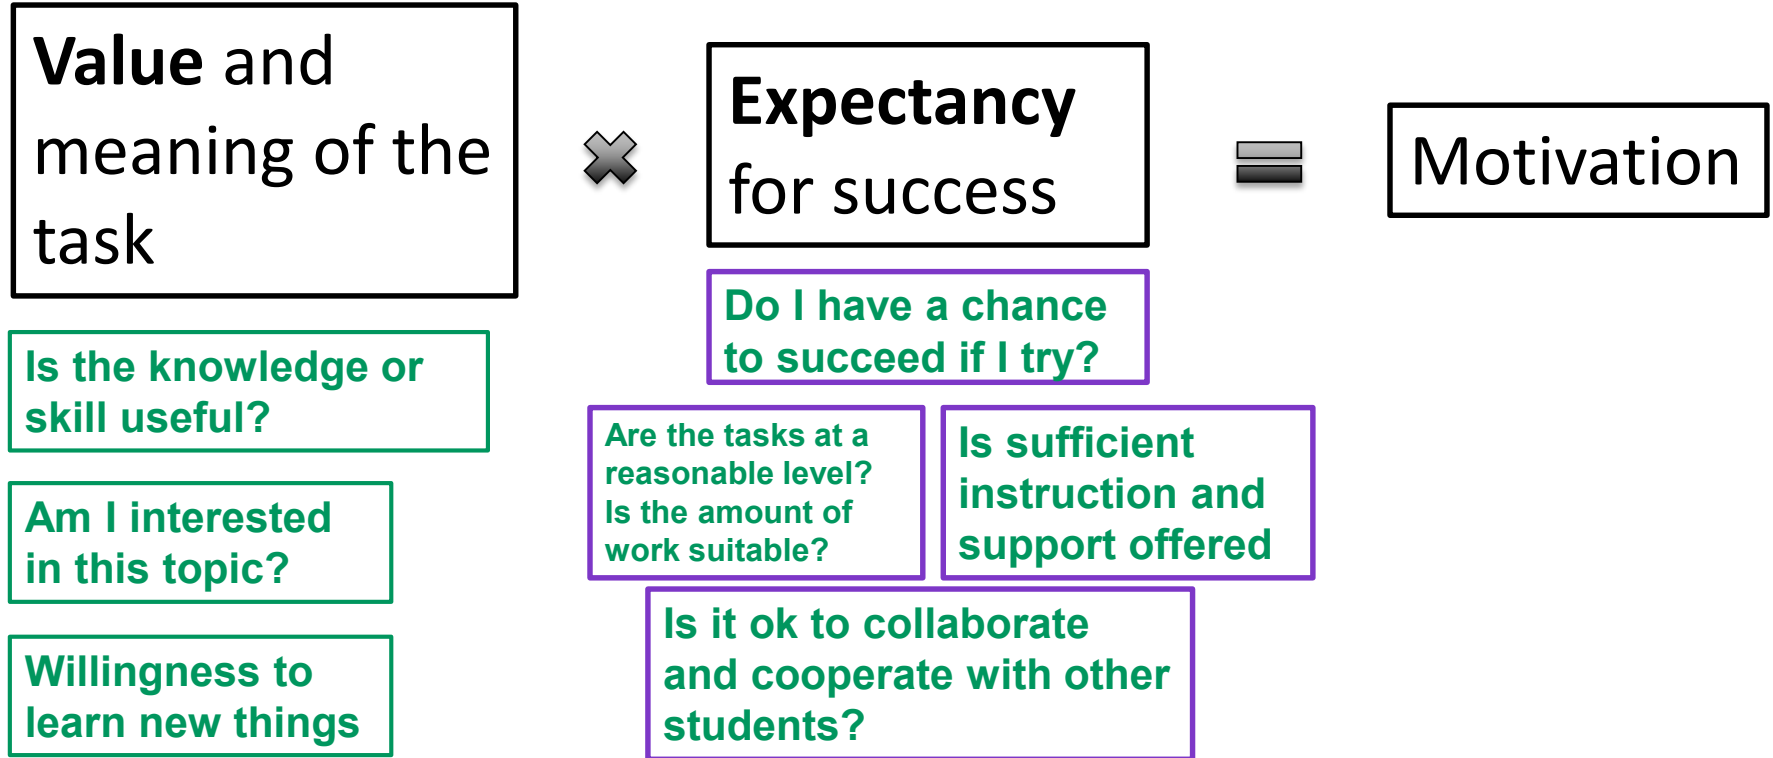 Value and
meaning of the
task
Expectancy
for success
Motivation
Is the knowledge or
skill useful?
Am I interested
in this topic?
Willingness to
learn new things
Do I have a chance
to succeed if I try?
Are the tasks at a
reasonable level?
Is the amount of
work suitable?
Is sufficient
instruction and
support offered
Is it ok to collaborate
and cooperate with other
students?